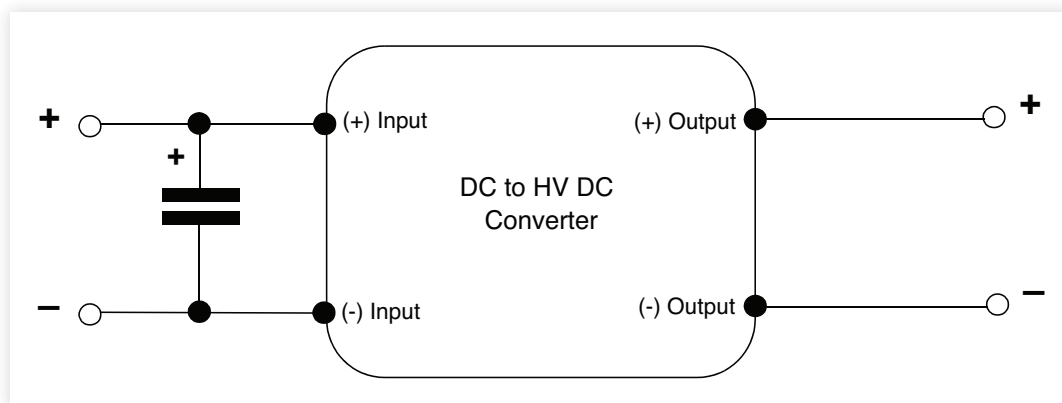 +
(+) Input
(+) Output
+
+
DC to HV DC
Converter
–
(-) Input
(-) Output
–